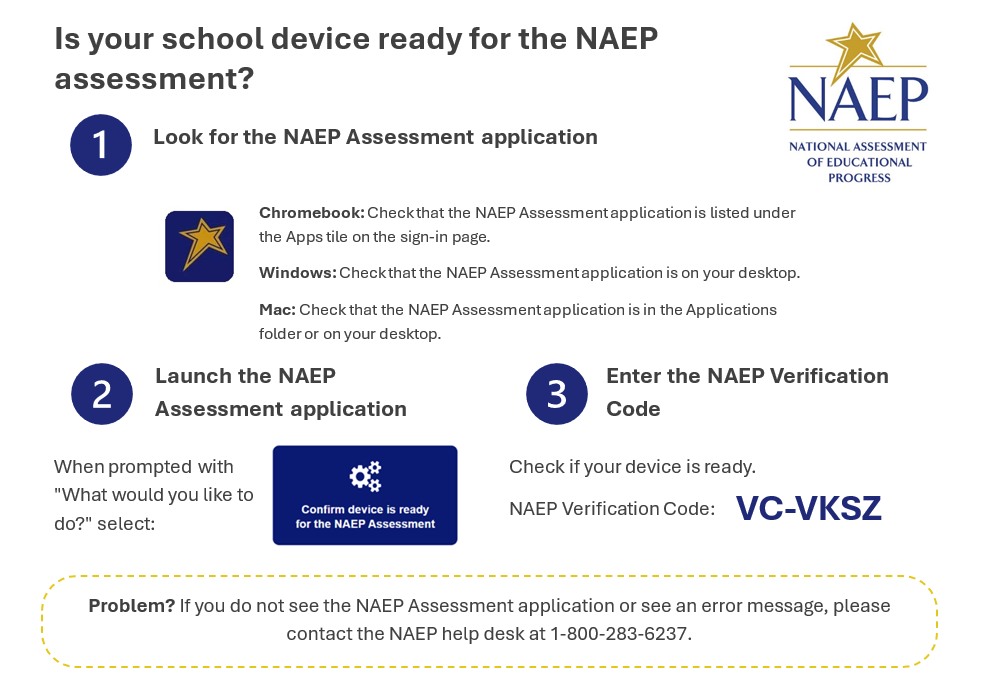 Is your school device ready for the NAEP
assessment?
NAEP
NATIONAL ASSESSMENT
OF EDUCATIONAL
PROGRESS
1
Look for the NAEP Assessment application
Chromebook: Check that the NAEP Assessment application is listed under
the Apps tile on the sign-in page.
Windows: Check that the NAEP Assessment application is on your desktop.
Mac: Check that the NAEP Assessment application is in the Applications
folder or on your desktop.
2
Launch the NAEP
Assessment application
When prompted with
"What would you like to
do?" select:
Confirm device is ready
for the NAEP Assessment
3
Enter the NAEP Verification
Code
Check if your device is ready.
NAEP Verification Code: VC-VKSZ
Problem? If you do not see the NAEP Assessment application or see an error message, please
contact the NAEP help desk at 1-800-283-6237.